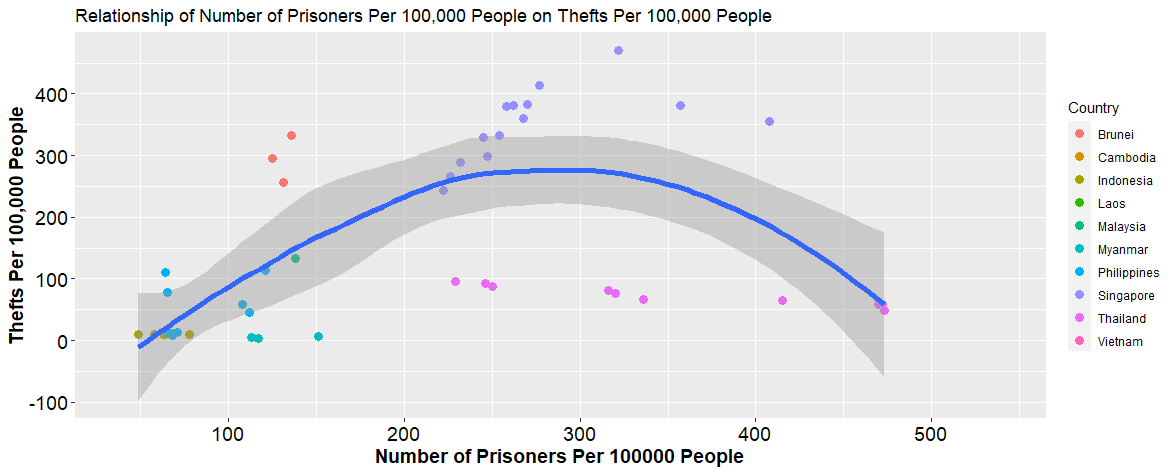 Relationship of Number of Prisoners Per 100,000 People on Thefts Per 100,000 People
Thefts Per 100,000 People
400
300
200
100
0
-100
100 200 300 400 500
Number of Prisoners Per 100000 People
Country
Brunei
Cambodia
Indonesia
Laos
Malaysia
Myanmar
Philippines
Singapore
Thailand
Vietnam